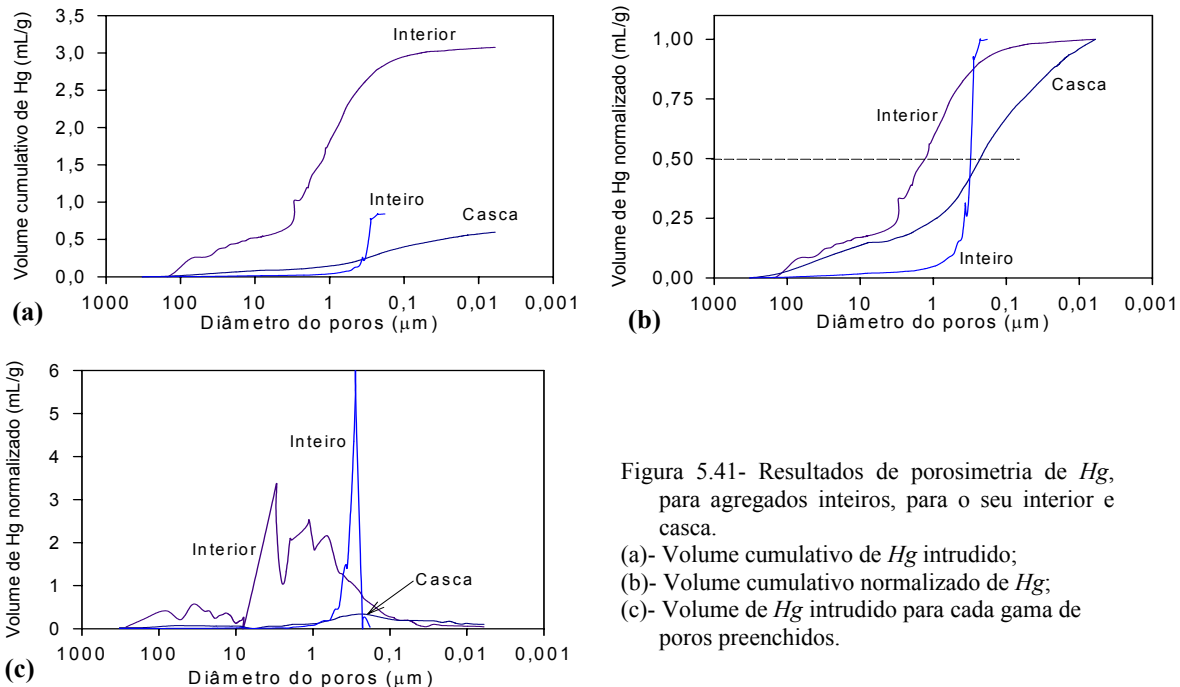 Volume cumulativo de Hg (mL/g)
3,5
3,0
2,5
2,0
1,5
1,0
0,5
0,0
Interior
Inteiro
Casca
1000 100 10 1 0,1 0,01 0,001
Diâmetro do poros (μm)
(a)
Volume de Hg normalizado (mL/g)
1,00
0,75
0,50
0,25
0,00
Casca
Interior
Inteiro
1000 100 10 1 0,1 0,01 0,001
Diâmetro do poros (μm)
(b)
Volume de Hg normalizado (mL/g)
6
5
4
3
2
1
0
Inteiro
Interior
Casca
1000 100 10 1 0,1 0,01 0,001
Diâmetro do poros (μm)
(c)
Figura 5.41- Resultados de porosimetria de Hg,
para agregados inteiros, para o seu interior e
casca.
(a)- Volume cumulativo de Hg intrudido;
(b)- Volume cumulativo normalizado de Hg;
(c)- Volume de Hg intrudido para cada gama de
poros preenchidos.